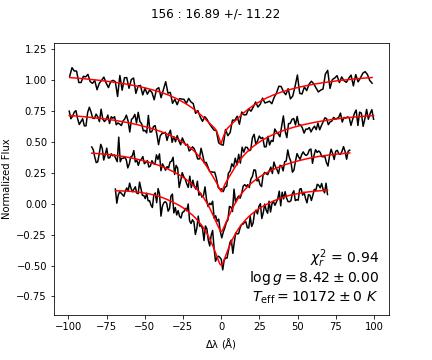 156 : 16.89 +/- 11.22
1.25
1.00
0.75
0.50
0.25
0.00
−0.25
−0.50
−0.75
Normalized Flux
χ²ᵣ = 0.94
log g = 8.42 ± 0.00
T_eff = 10172 ± 0 K
−100 −75 −50 −25 0 25 50 75 100
Δλ (Å)